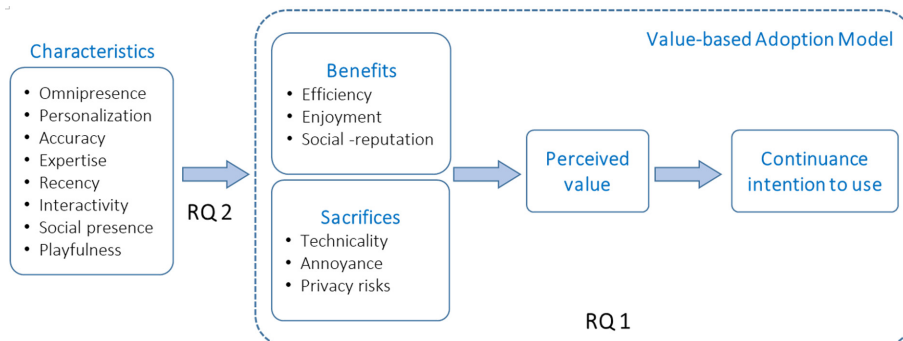 Characteristics
• Omnipresence
• Personalization
• Accuracy
• Expertise
• Recency
• Interactivity
• Social presence
• Playfulness
RQ 2
Value-based Adoption Model
Benefits
• Efficiency
• Enjoyment
• Social -reputation
Sacrifices
• Technicality
• Annoyance
• Privacy risks
Perceived
value
Continuance
intention to use
RQ 1